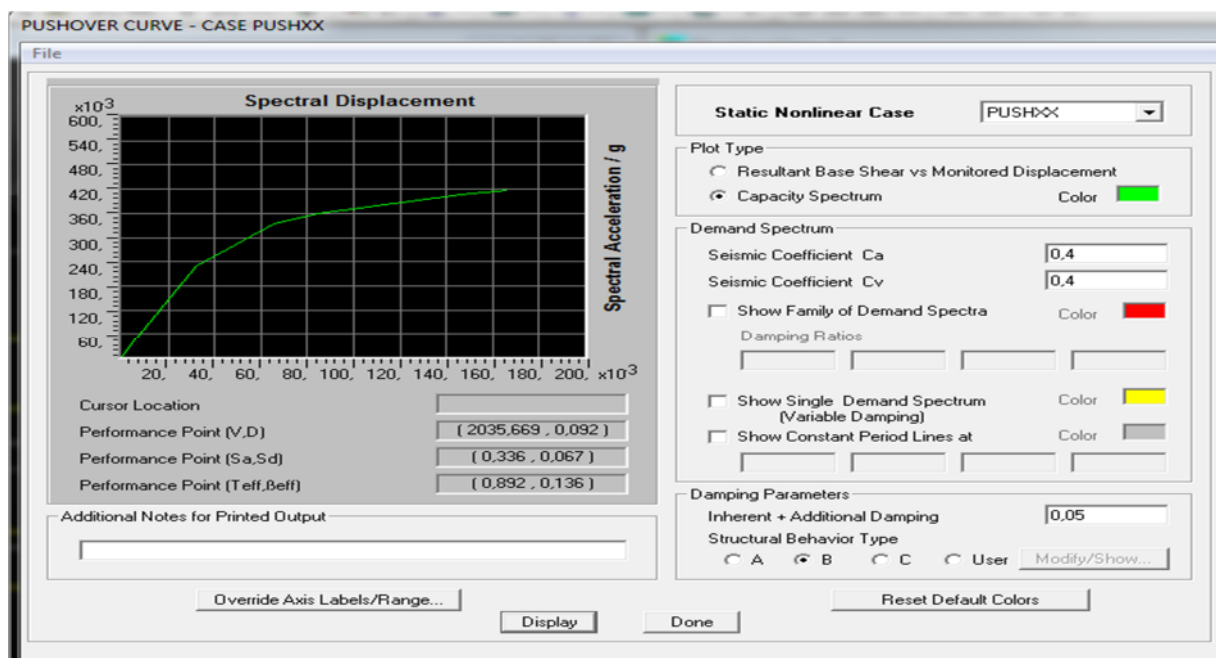 PUSHOVER CURVE - CASE PUSHXX
File
Spectral Displacement
x10-3
600,
540,
480,
420,
360,
300,
240,
180,
120,
60,
20, 40, 60, 80, 100, 120, 140, 160, 180, 200, x10-3
Spectral Acceleration / g
Cursor Location
Performance Point (V,D) ( 2035,669 , 0,092 )
Performance Point (Sa,Sd) ( 0,336 , 0,067 )
Performance Point (Teff,ßeff) ( 0,892 , 0,136 )
Additional Notes for Printed Output
Override Axis Labels/Range...
Static Nonlinear Case PUSHXX
Plot Type
Resultant Base Shear vs Monitored Displacement
Capacity Spectrum Color
Demand Spectrum
Seismic Coefficient Ca 0,4
Seismic Coefficient Cv 0,4
Show Family of Demand Spectra Color
Damping Ratios
Show Single Demand Spectrum Color
(Variable Damping)
Show Constant Period Lines at Color
Damping Parameters
Inherent + Additional Damping 0,05
Structural Behavior Type
A B C User Modify/Show...
Reset Default Colors
Display Done